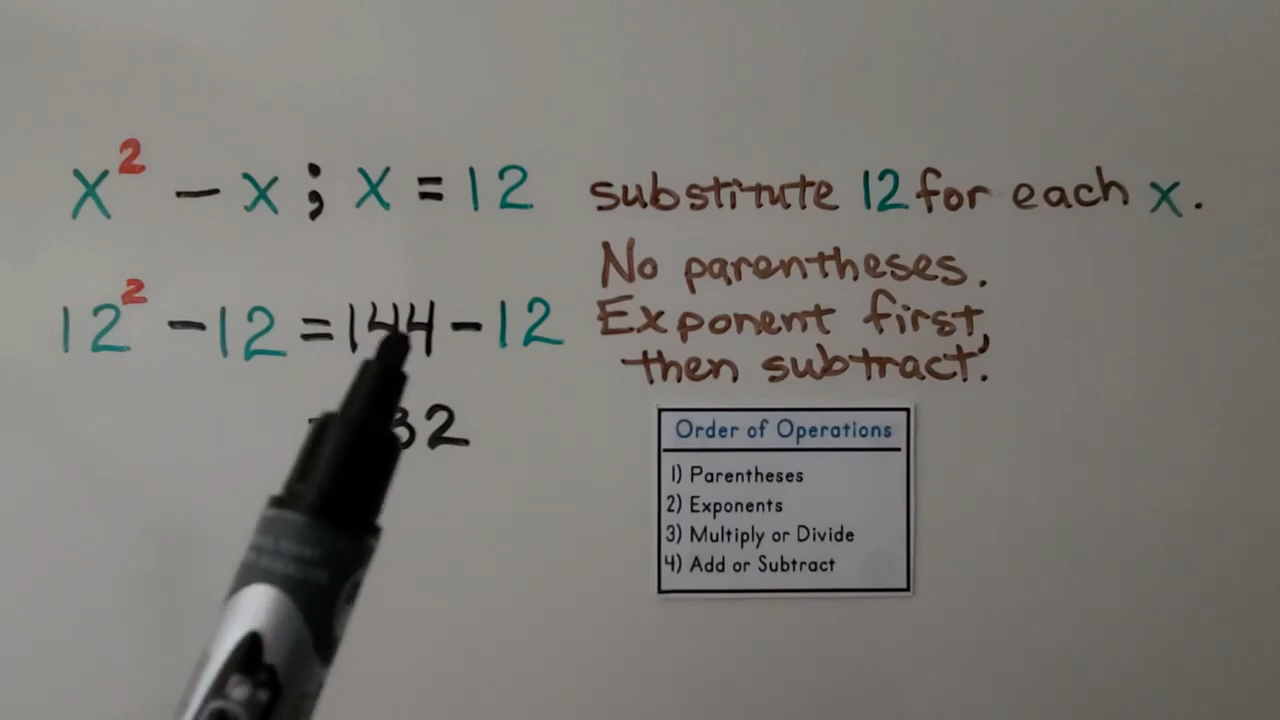 x² - x ; x = 12 substitute 12 for each x.
No parentheses.
12² - 12 = 144 - 12 Exponent first,
then subtract.
32
Order of Operations
1) Parentheses
2) Exponents
3) Multiply or Divide
4) Add or Subtract